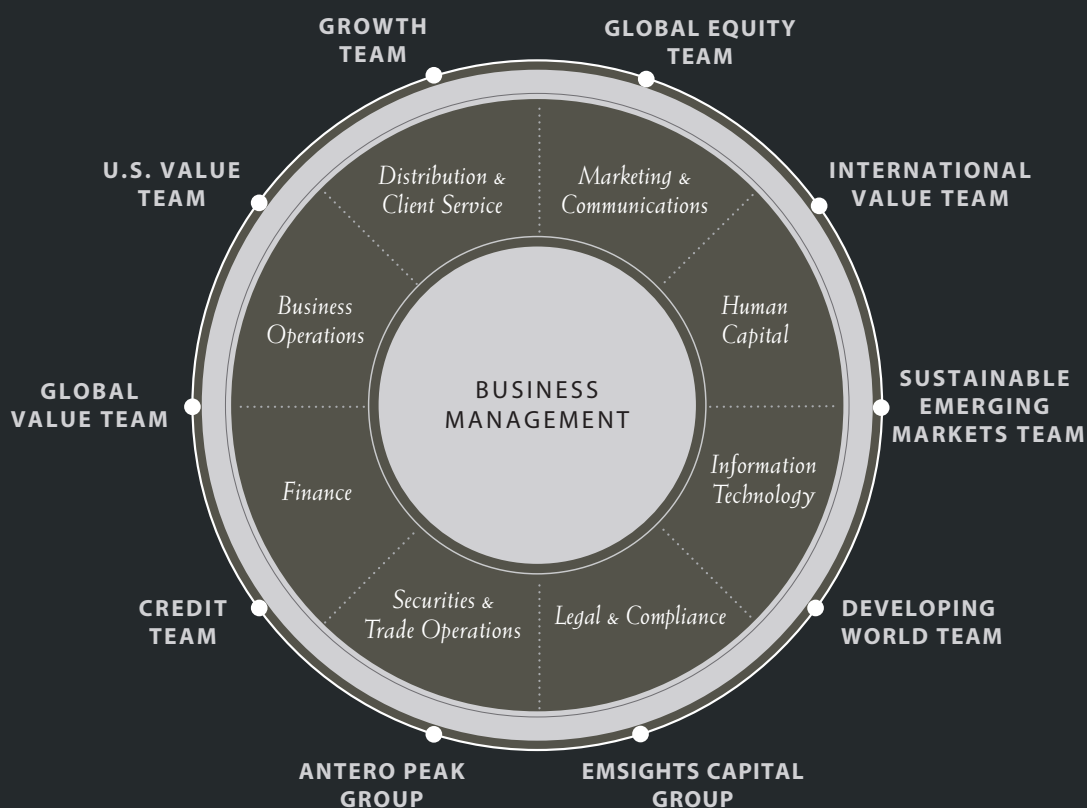 GROWTH
TEAM
GLOBAL EQUITY
TEAM
U.S. VALUE
TEAM
INTERNATIONAL
VALUE TEAM
Distribution &
Client Service
Marketing &
Communications
Business
Operations
Human
Capital
GLOBAL
VALUE TEAM
BUSINESS
MANAGEMENT
SUSTAINABLE
EMERGING
MARKETS TEAM
Finance
Information
Technology
Securities &
Trade Operations
Legal & Compliance
CREDIT
TEAM
DEVELOPING
WORLD TEAM
ANTERO PEAK
GROUP
EMSIGHTS CAPITAL
GROUP